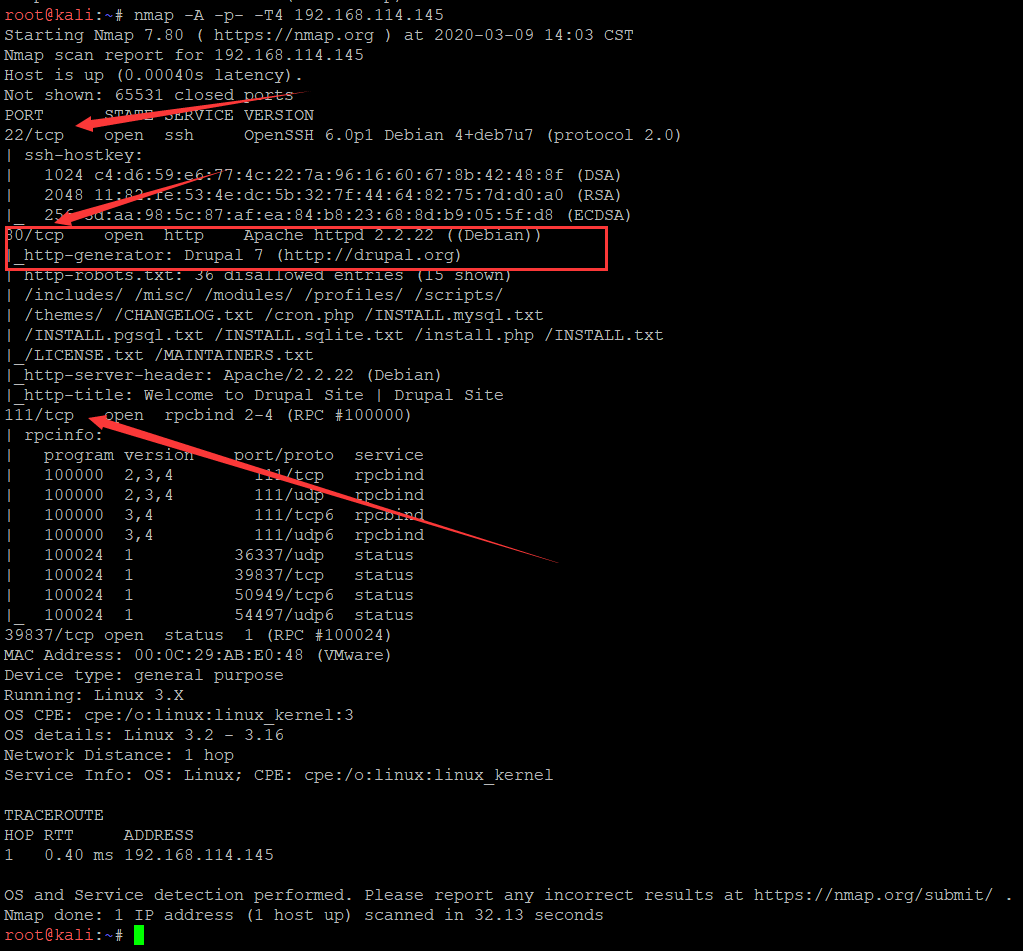 root@kali:~# nmap -A -p- -T4 192.168.114.145
Starting Nmap 7.80 ( https://nmap.org ) at 2020-03-09 14:03 CST
Nmap scan report for 192.168.114.145
Host is up (0.00040s latency).
Not shown: 65531 closed ports
PORT      STATE SERVICE VERSION
22/tcp    open  ssh     OpenSSH 6.0p1 Debian 4+deb7u7 (protocol 2.0)
| ssh-hostkey:
|   1024 c4:d6:59:e6:77:4c:22:7a:96:16:60:67:8b:42:48:8f (DSA)
|   2048 11:82:fe:53:4e:dc:5b:32:7f:44:64:82:75:7d:d0:a0 (RSA)
|_  256 3d:aa:98:5c:87:af:ea:84:b8:23:68:8d:b9:05:5f:d8 (ECDSA)
80/tcp    open  http    Apache httpd 2.2.22 ((Debian))
|_http-generator: Drupal 7 (http://drupal.org)
| http-robots.txt: 36 disallowed entries (15 shown)
| /includes/ /misc/ /modules/ /profiles/ /scripts/
| /themes/ /CHANGELOG.txt /cron.php /INSTALL.mysql.txt
| /INSTALL.pgsql.txt /INSTALL.sqlite.txt /install.php /INSTALL.txt
|_/LICENSE.txt /MAINTAINERS.txt
|_http-server-header: Apache/2.2.22 (Debian)
|_http-title: Welcome to Drupal Site | Drupal Site
111/tcp   open  rpcbind 2-4 (RPC #100000)
| rpcinfo:
|   program version    port/proto  service
|   100000  2,3,4        111/tcp   rpcbind
|   100000  2,3,4        111/udp   rpcbind
|   100000  3,4          111/tcp6  rpcbind
|   100000  3,4          111/udp6  rpcbind
|   100024  1          36337/udp   status
|   100024  1          39837/tcp   status
|   100024  1          50949/tcp6  status
|_  100024  1          54497/udp6  status
39837/tcp open  status  1 (RPC #100024)
MAC Address: 00:0C:29:AB:E0:48 (VMware)
Device type: general purpose
Running: Linux 3.X
OS CPE: cpe:/o:linux:linux_kernel:3
OS details: Linux 3.2 - 3.16
Network Distance: 1 hop
Service Info: OS: Linux; CPE: cpe:/o:linux:linux_kernel
TRACEROUTE
HOP RTT     ADDRESS
1   0.40 ms 192.168.114.145
OS and Service detection performed. Please report any incorrect results at https://nmap.org/submit/ .
Nmap done: 1 IP address (1 host up) scanned in 32.13 seconds
root@kali:~#